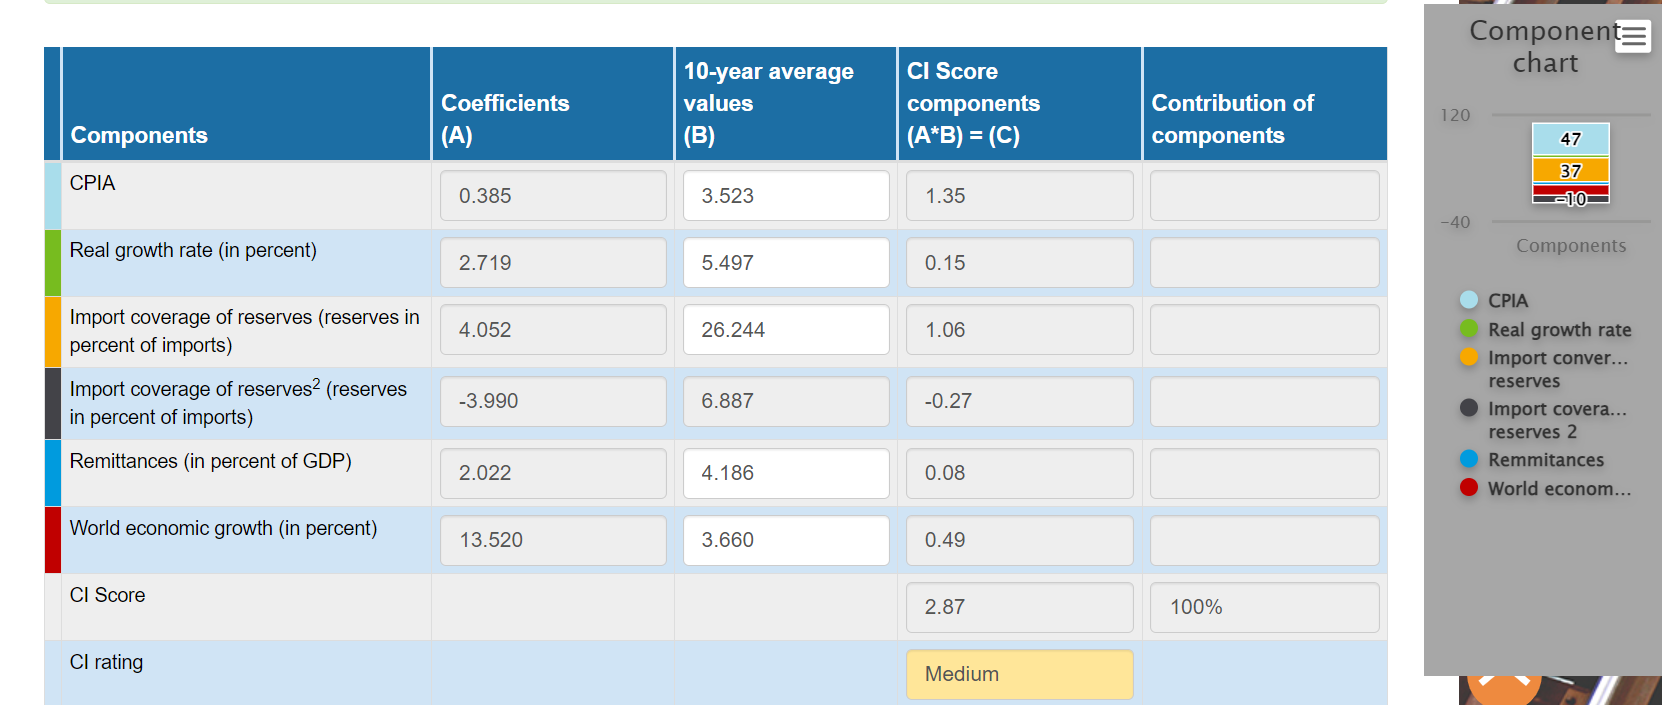 Components
Coefficients
(A)
10-year average
values
(B)
CI Score
components
(A*B) = (C)
Contribution of
components
CPIA
0.385
3.523
1.35
Real growth rate (in percent)
2.719
5.497
0.15
Import coverage of reserves (reserves in
percent of imports)
4.052
26.244
1.06
Import coverage of reserves² (reserves
in percent of imports)
-3.990
6.887
-0.27
Remittances (in percent of GDP)
2.022
4.186
0.08
World economic growth (in percent)
13.520
3.660
0.49
CI Score
2.87
100%
CI rating
Medium
Component
chart
120
47
37
-10
-40
Components
CPIA
Real growth rate
Import conver...
reserves
Import covera...
reserves 2
Remmitances
World econom...